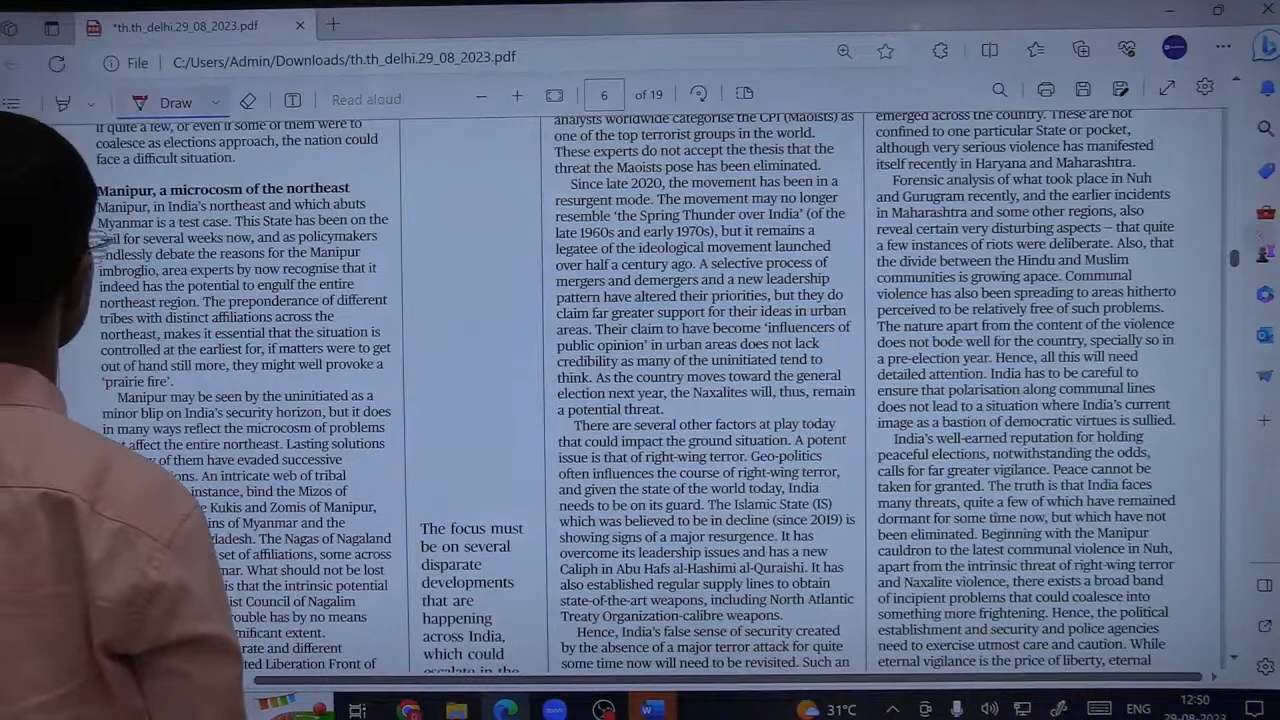 *th.th_delhi.29_08_2023.pdf
File
C:/Users/Admin/Downloads/th.th_delhi.29_08_2023.pdf
Draw
Read aloud
6
of 19
if quite a few, or even if some of them were to
coalesce as elections approach, the nation could
face a difficult situation.
Manipur, a microcosm of the northeast
Manipur, in India's northeast and which abuts
Myanmar is a test case. This State has been on the
for several weeks now, and as policymakers
endlessly debate the reasons for the Manipur
imbroglio, area experts by now recognise that it
indeed has the potential to engulf the entire
northeast region. The preponderance of different
tribes with distinct affiliations across the
northeast, makes it essential that the situation is
controlled at the earliest for, if matters were to get
out of hand still more, they might well provoke a
'prairie fire'.
Manipur may be seen by the uninitiated as a
minor blip on India's security horizon, but it does
in many ways reflect the microcosm of problems
affect the entire northeast. Lasting solutions
of them have evaded successive
An intricate web of tribal
instance, bind the Mizos of
Kukis and Zomis of Manipur,
of Myanmar and the
The Nagas of Nagaland
set of affiliations, some across
What should not be lost
is that the intrinsic potential
Council of Nagalim
has by no means
extent.
and different
Liberation Front of
The focus must
be on several
disparate
developments
that are
happening
across India,
which could
escalate in the
analysts worldwide categorise the CPI (Maoists) as
one of the top terrorist groups in the world.
These experts do not accept the thesis that the
threat the Maoists pose has been eliminated.
Since late 2020, the movement has been in a
resurgent mode. The movement may no longer
resemble 'the Spring Thunder over India' (of the
late 1960s and early 1970s), but it remains a
legatee of the ideological movement launched
over half a century ago. A selective process of
mergers and demergers and a new leadership
pattern have altered their priorities, but they do
claim far greater support for their ideas in urban
areas. Their claim to have become 'influencers of
public opinion' in urban areas does not lack
credibility as many of the uninitiated tend to
think. As the country moves toward the general
election next year, the Naxalites will, thus, remain
a potential threat.
There are several other factors at play today
that could impact the ground situation. A potent
issue is that of right-wing terror. Geo-politics
often influences the course of right-wing terror,
and given the state of the world today, India
needs to be on its guard. The Islamic State (IS)
which was believed to be in decline (since 2019) is
showing signs of a major resurgence. It has
overcome its leadership issues and has a new
Caliph in Abu Hafs al-Hashimi al-Quraishi. It has
also established regular supply lines to obtain
state-of-the-art weapons, including North Atlantic
Treaty Organization-calibre weapons.
Hence, India's false sense of security created
by the absence of a major terror attack for quite
some time now will need to be revisited. Such an
emerged across the country. These are not
confined to one particular State or pocket,
although very serious violence has manifested
itself recently in Haryana and Maharashtra.
Forensic analysis of what took place in Nuh
and Gurugram recently, and the earlier incidents
in Maharashtra and some other regions, also
reveal certain very disturbing aspects – that quite
a few instances of riots were deliberate. Also, that
the divide between the Hindu and Muslim
communities is growing apace. Communal
violence has also been spreading to areas hitherto
perceived to be relatively free of such problems.
The nature apart from the content of the violence
does not bode well for the country, specially so in
a pre-election year. Hence, all this will need
detailed attention. India has to be careful to
ensure that polarisation along communal lines
does not lead to a situation where India's current
image as a bastion of democratic virtues is sullied.
India's well-earned reputation for holding
peaceful elections, notwithstanding the odds,
calls for far greater vigilance. Peace cannot be
taken for granted. The truth is that India faces
many threats, quite a few of which have remained
dormant for some time now, but which have not
been eliminated. Beginning with the Manipur
cauldron to the latest communal violence in Nuh,
apart from the intrinsic threat of right-wing terror
and Naxalite violence, there exists a broad band
of incipient problems that could coalesce into
something more frightening. Hence, the political
establishment and security and police agencies
need to exercise utmost care and caution. While
eternal vigilance is the price of liberty, eternal
31°C
ENG
12:50
29-08-2023